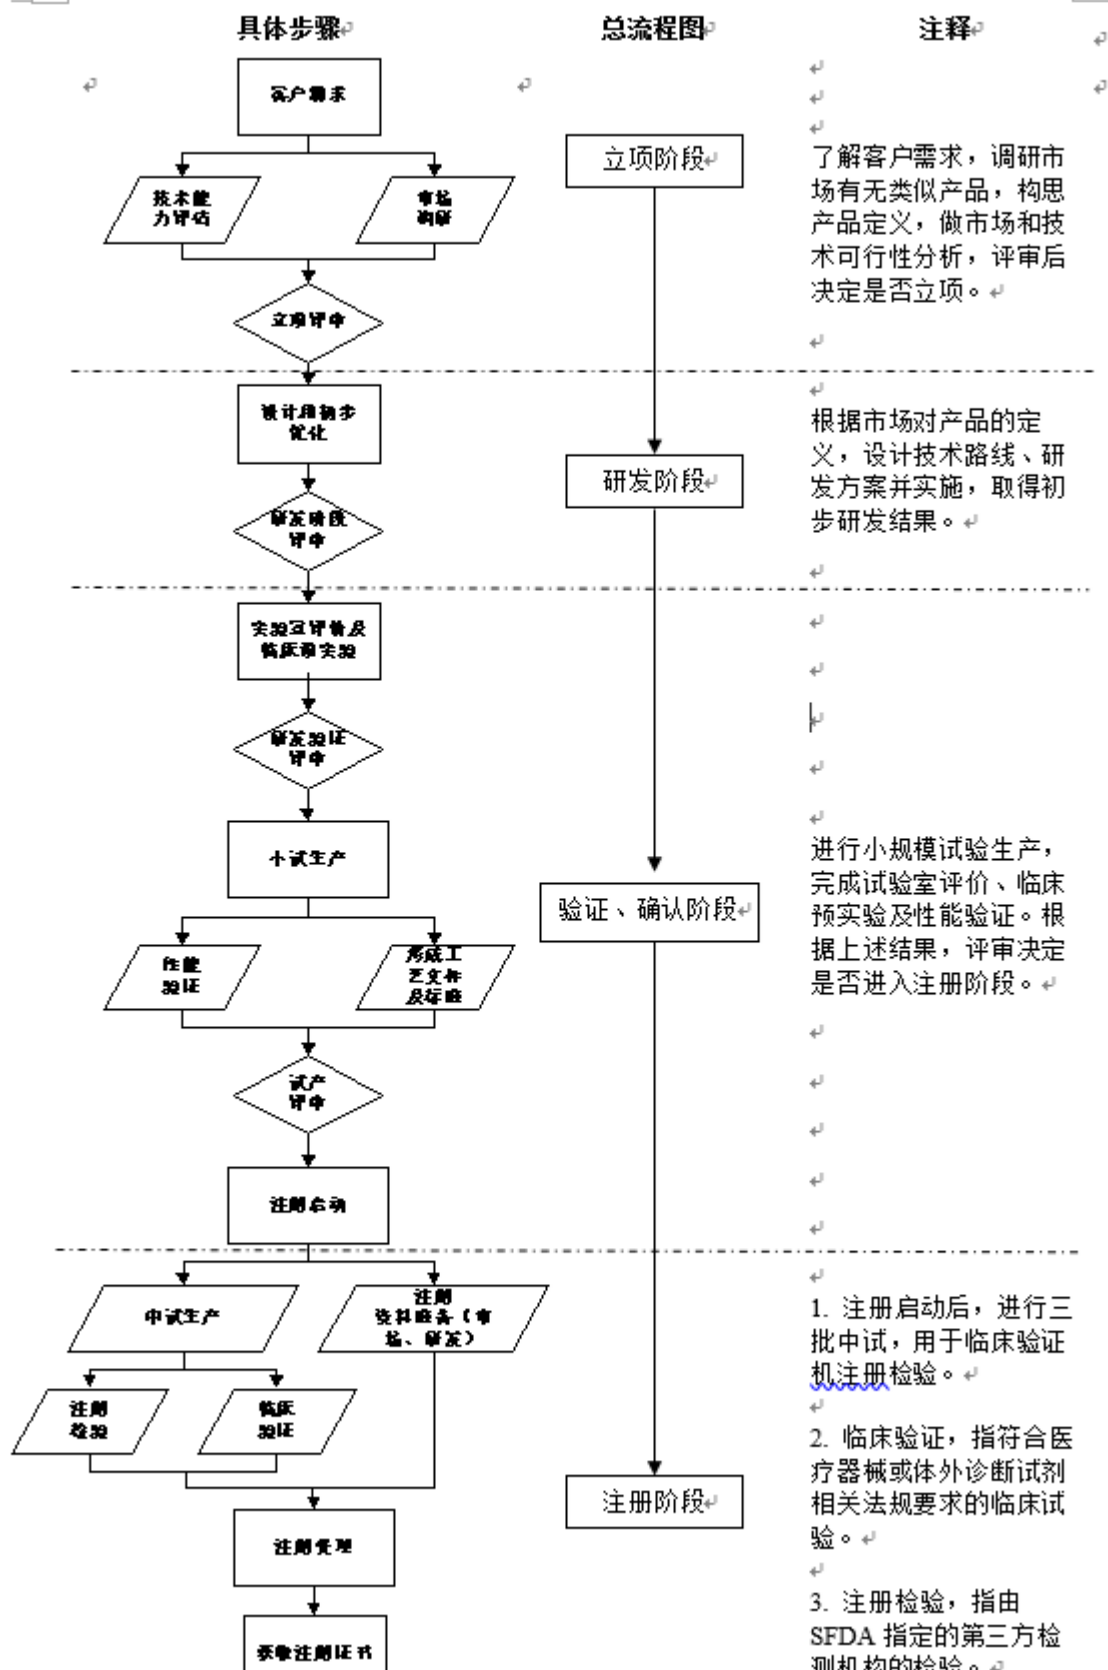 具体步骤
总流程图
注释
客户需求
技术能
力评估
市场
调研
立项评审
设计和初步
优化
研发阶段
评审
实验室评价及
临床预实验
研发验证
评审
小试生产
性能
验证
形成工
艺文件
及标准
试产
评审
注册启动
中试生产
注册
资料准备（市
场、研发）
注册
检验
临床
验证
注册受理
获取注册证书
立项阶段
研发阶段
验证、确认阶段
注册阶段
了解客户需求，调研市
场有无类似产品，构思
产品定义，做市场和技
术可行性分析，评审后
决定是否立项。
根据市场对产品的定
义，设计技术路线、研
发方案并实施，取得初
步研发结果。
进行小规模试验生产，
完成试验室评价、临床
预实验及性能验证。根
据上述结果，评审决定
是否进入注册阶段。
1. 注册启动后，进行三
批中试，用于临床验证
机注册检验。
2. 临床验证，指符合医
疗器械或体外诊断试剂
相关法规要求的临床试
验。
3. 注册检验，指由
SFDA 指定的第三方检
测机构的检验。